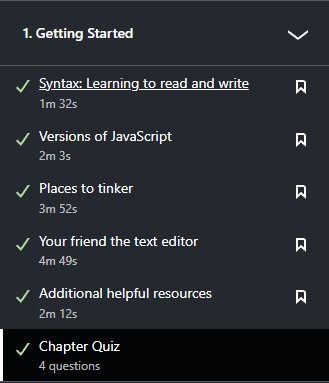 1. Getting Started
Syntax: Learning to read and write
1m 32s
Versions of JavaScript
2m 3s
Places to tinker
3m 52s
Your friend the text editor
4m 49s
Additional helpful resources
2m 12s
Chapter Quiz
4 questions